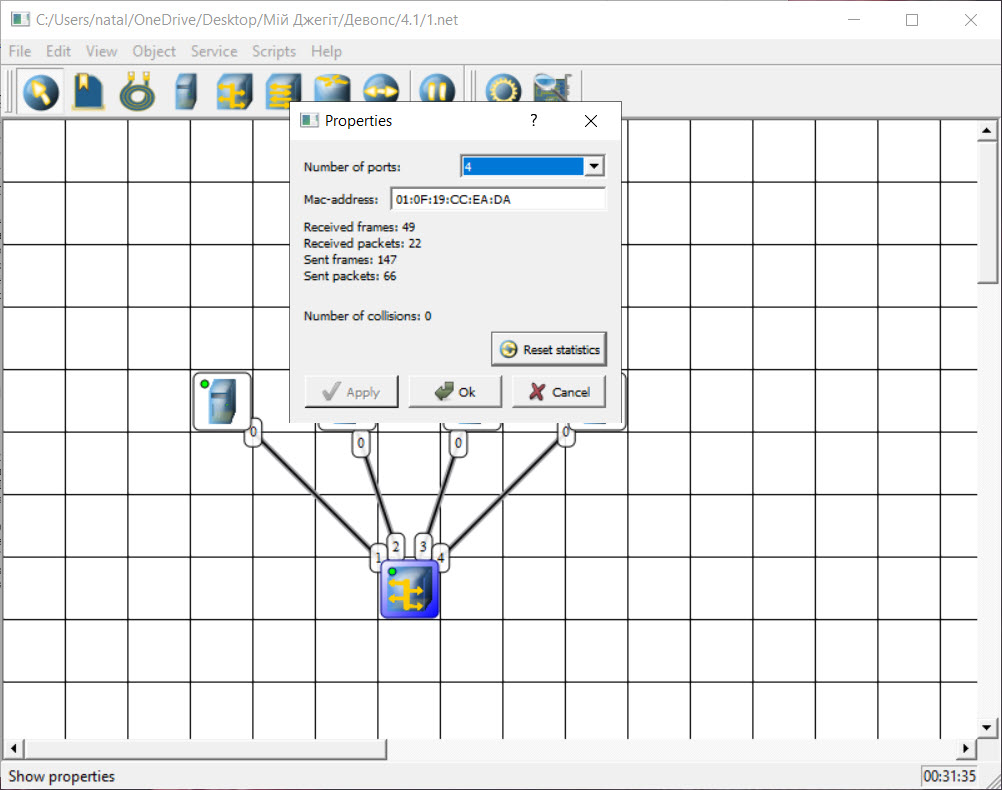 C:/Users/natal/OneDrive/Desktop/Мій Джегіт/Девопс/4.1/1.net
File Edit View Object Service Scripts Help
Properties ?
Number of ports: 4
Mac-address: 01:0F:19:CC:EA:DA
Received frames: 49
Received packets: 22
Sent frames: 147
Sent packets: 66
Number of collisions: 0
Reset statistics
Apply Ok Cancel
0 0 0 0
1 2 3 4
Show properties 00:31:35